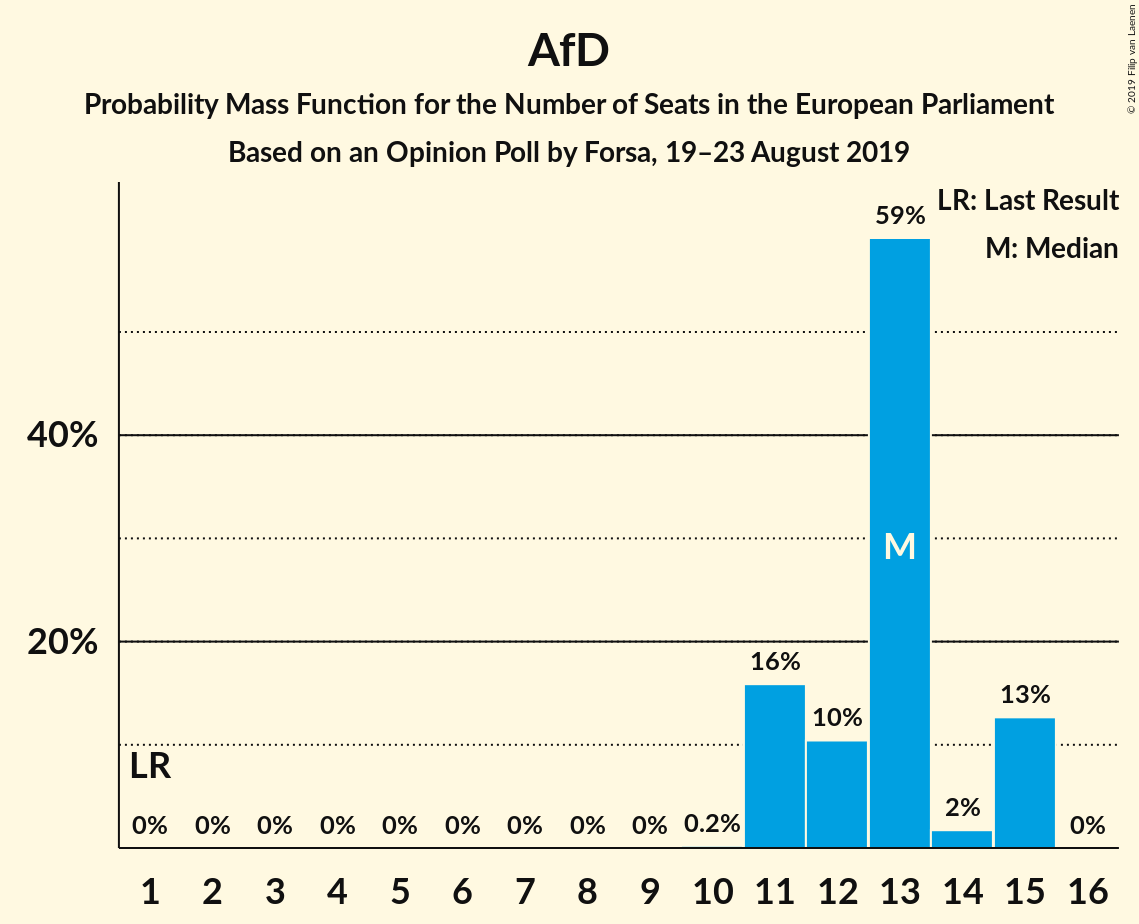 AfD
Probability Mass Function for the Number of Seats in the European Parliament
Based on an Opinion Poll by Forsa, 19–23 August 2019
© 2019 Filip van Laenen
LR: Last Result
M: Median
59%
40%
M
20%
16%
13%
10%
LR
2%
0% 0% 0% 0% 0% 0% 0% 0% 0% 0.2% 0%
1 2 3 4 5 6 7 8 9 10 11 12 13 14 15 16